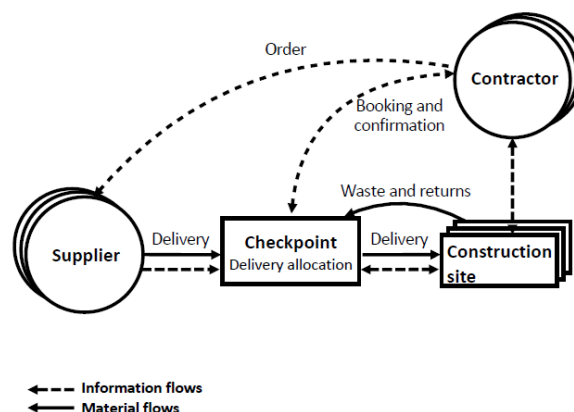 Order
Contractor
Booking and
confirmation
Waste and returns
Supplier
Delivery
Checkpoint
Delivery allocation
Delivery
Construction
site
Information flows
Material flows